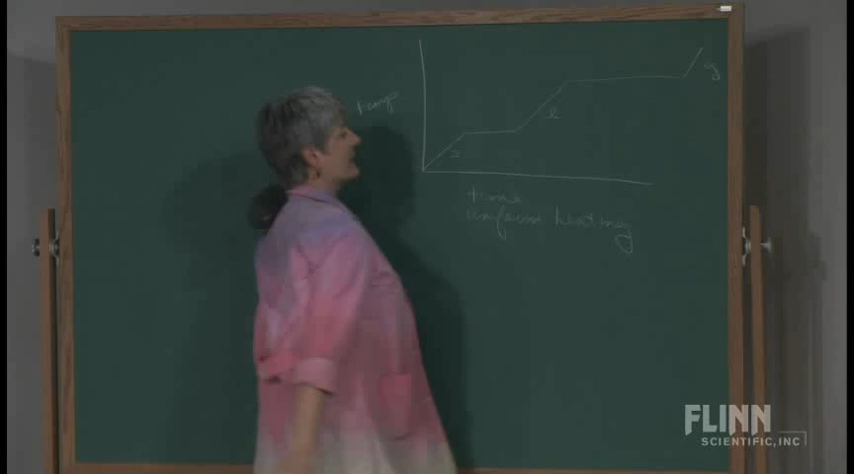 temp
g
l
s
time
uniform heating
FLINN
SCIENTIFIC, INC